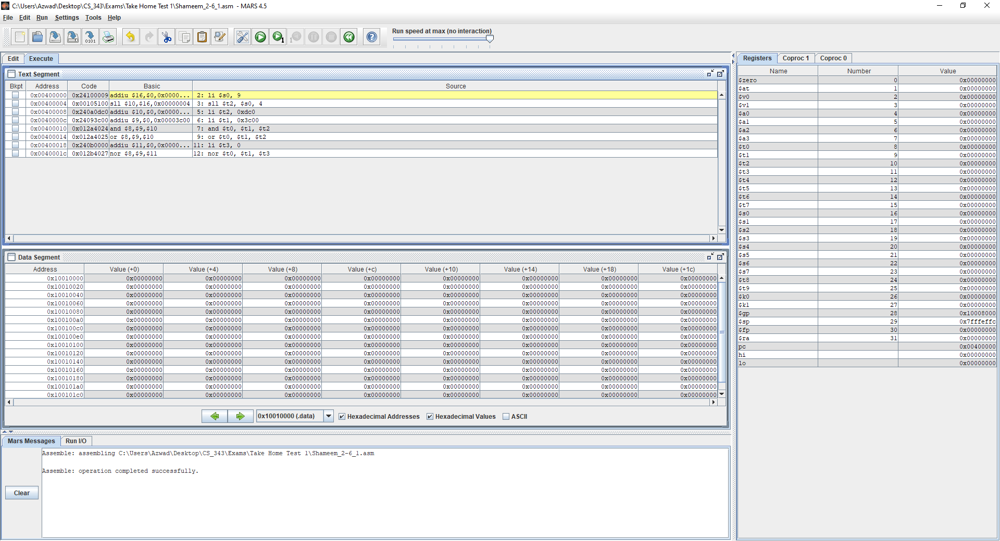 C:\Users\Azwad\Desktop\CS_343\Exams\Take Home Test 1\Shameem_2-6_1.asm - MARS 4.5
File Edit Run Settings Tools Help
Run speed at max (no interaction)
Edit Execute
Text Segment
Bkpt Address Code Basic Source
0x00400000 0x24100009 addiu $16,$0,0x0000... 2: li $s0, 9
0x00400004 0x00105100 sll $10,$16,0x00000004 3: sll $t2, $s0, 4
0x00400008 0x240a0dc0 addiu $10,$0,0x0000... 5: li $t2, 0xdc0
0x0040000c 0x24093c00 addiu $9,$0,0x00003c00 6: li $t1, 0x3c00
0x00400010 0x012a4024 and $8,$9,$10 7: and $t0, $t1, $t2
0x00400014 0x012a4025 or $8,$9,$10 9: or $t0, $t1, $t2
0x00400018 0x240b0000 addiu $11,$0,0x0000... 11: li $t3, 0
0x0040001c 0x012b4027 nor $8,$9,$11 12: nor $t0, $t1, $t3
Data Segment
Address Value (+0) Value (+4) Value (+8) Value (+c) Value (+10) Value (+14) Value (+18) Value (+1c)
0x10010000 0x00000000 0x00000000 0x00000000 0x00000000 0x00000000 0x00000000 0x00000000 0x00000000
0x10010020 0x00000000 0x00000000 0x00000000 0x00000000 0x00000000 0x00000000 0x00000000 0x00000000
0x10010040 0x00000000 0x00000000 0x00000000 0x00000000 0x00000000 0x00000000 0x00000000 0x00000000
0x10010060 0x00000000 0x00000000 0x00000000 0x00000000 0x00000000 0x00000000 0x00000000 0x00000000
0x10010080 0x00000000 0x00000000 0x00000000 0x00000000 0x00000000 0x00000000 0x00000000 0x00000000
0x100100a0 0x00000000 0x00000000 0x00000000 0x00000000 0x00000000 0x00000000 0x00000000 0x00000000
0x100100c0 0x00000000 0x00000000 0x00000000 0x00000000 0x00000000 0x00000000 0x00000000 0x00000000
0x100100e0 0x00000000 0x00000000 0x00000000 0x00000000 0x00000000 0x00000000 0x00000000 0x00000000
0x10010100 0x00000000 0x00000000 0x00000000 0x00000000 0x00000000 0x00000000 0x00000000 0x00000000
0x10010120 0x00000000 0x00000000 0x00000000 0x00000000 0x00000000 0x00000000 0x00000000 0x00000000
0x10010140 0x00000000 0x00000000 0x00000000 0x00000000 0x00000000 0x00000000 0x00000000 0x00000000
0x10010160 0x00000000 0x00000000 0x00000000 0x00000000 0x00000000 0x00000000 0x00000000 0x00000000
0x10010180 0x00000000 0x00000000 0x00000000 0x00000000 0x00000000 0x00000000 0x00000000 0x00000000
0x100101a0 0x00000000 0x00000000 0x00000000 0x00000000 0x00000000 0x00000000 0x00000000 0x00000000
0x100101c0 0x00000000 0x00000000 0x00000000 0x00000000 0x00000000 0x00000000 0x00000000 0x00000000
0x10010000 (.data) Hexadecimal Addresses Hexadecimal Values ASCII
Mars Messages Run I/O
Assemble: assembling C:\Users\Azwad\Desktop\CS_343\Exams\Take Home Test 1\Shameem_2-6_1.asm
Assemble: operation completed successfully.
Clear
Registers Coproc 1 Coproc 0
Name Number Value
$zero 0 0x00000000
$at 1 0x00000000
$v0 2 0x00000000
$v1 3 0x00000000
$a0 4 0x00000000
$a1 5 0x00000000
$a2 6 0x00000000
$a3 7 0x00000000
$t0 8 0x00000000
$t1 9 0x00000000
$t2 10 0x00000000
$t3 11 0x00000000
$t4 12 0x00000000
$t5 13 0x00000000
$t6 14 0x00000000
$t7 15 0x00000000
$s0 16 0x00000000
$s1 17 0x00000000
$s2 18 0x00000000
$s3 19 0x00000000
$s4 20 0x00000000
$s5 21 0x00000000
$s6 22 0x00000000
$s7 23 0x00000000
$t8 24 0x00000000
$t9 25 0x00000000
$k0 26 0x00000000
$k1 27 0x00000000
$gp 28 0x10008000
$sp 29 0x7fffeffc
$fp 30 0x00000000
$ra 31 0x00000000
pc 0x00400000
hi 0x00000000
lo 0x00000000